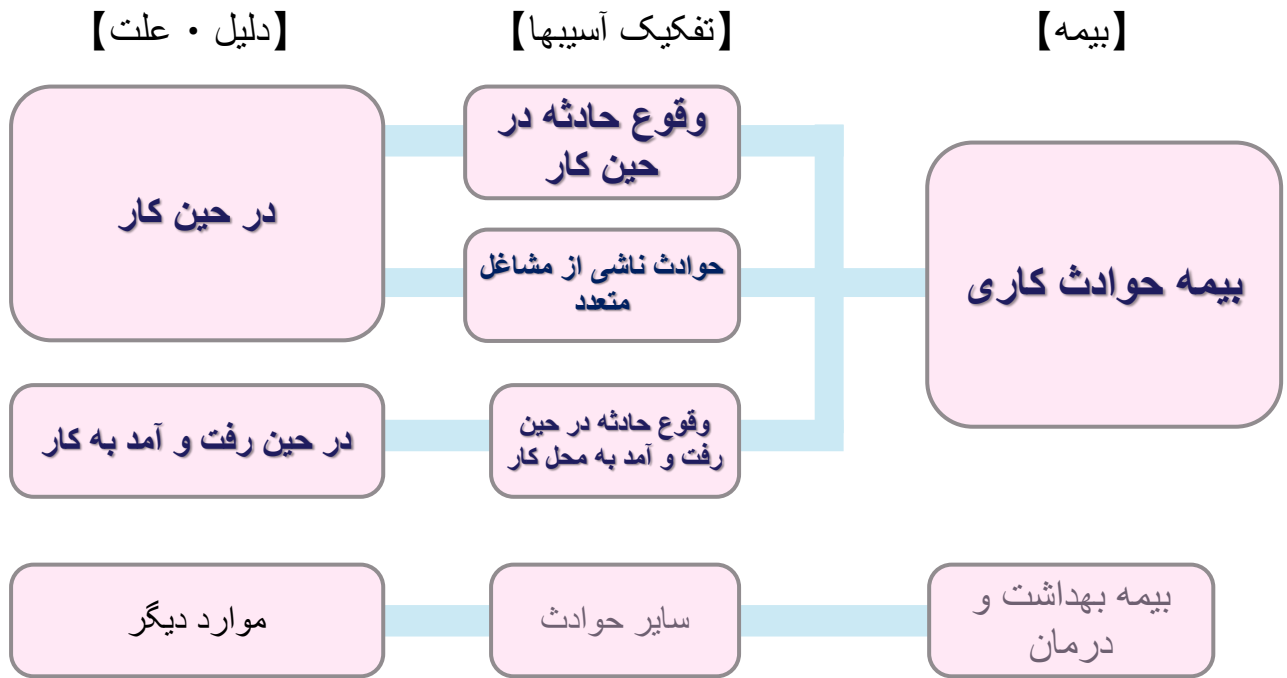 【بیمه】
【تفکیک آسیبها】
【دلیل・علت】
بیمه حوادث کاری
وقوع حادثه در
حین کار
حوادث ناشی از مشاغل
متعدد
در حین کار
وقوع حادثه در حین
رفت و آمد به محل کار
در حین رفت و آمد به کار
بیمه بهداشت و
درمان
سایر حوادث
موارد دیگر